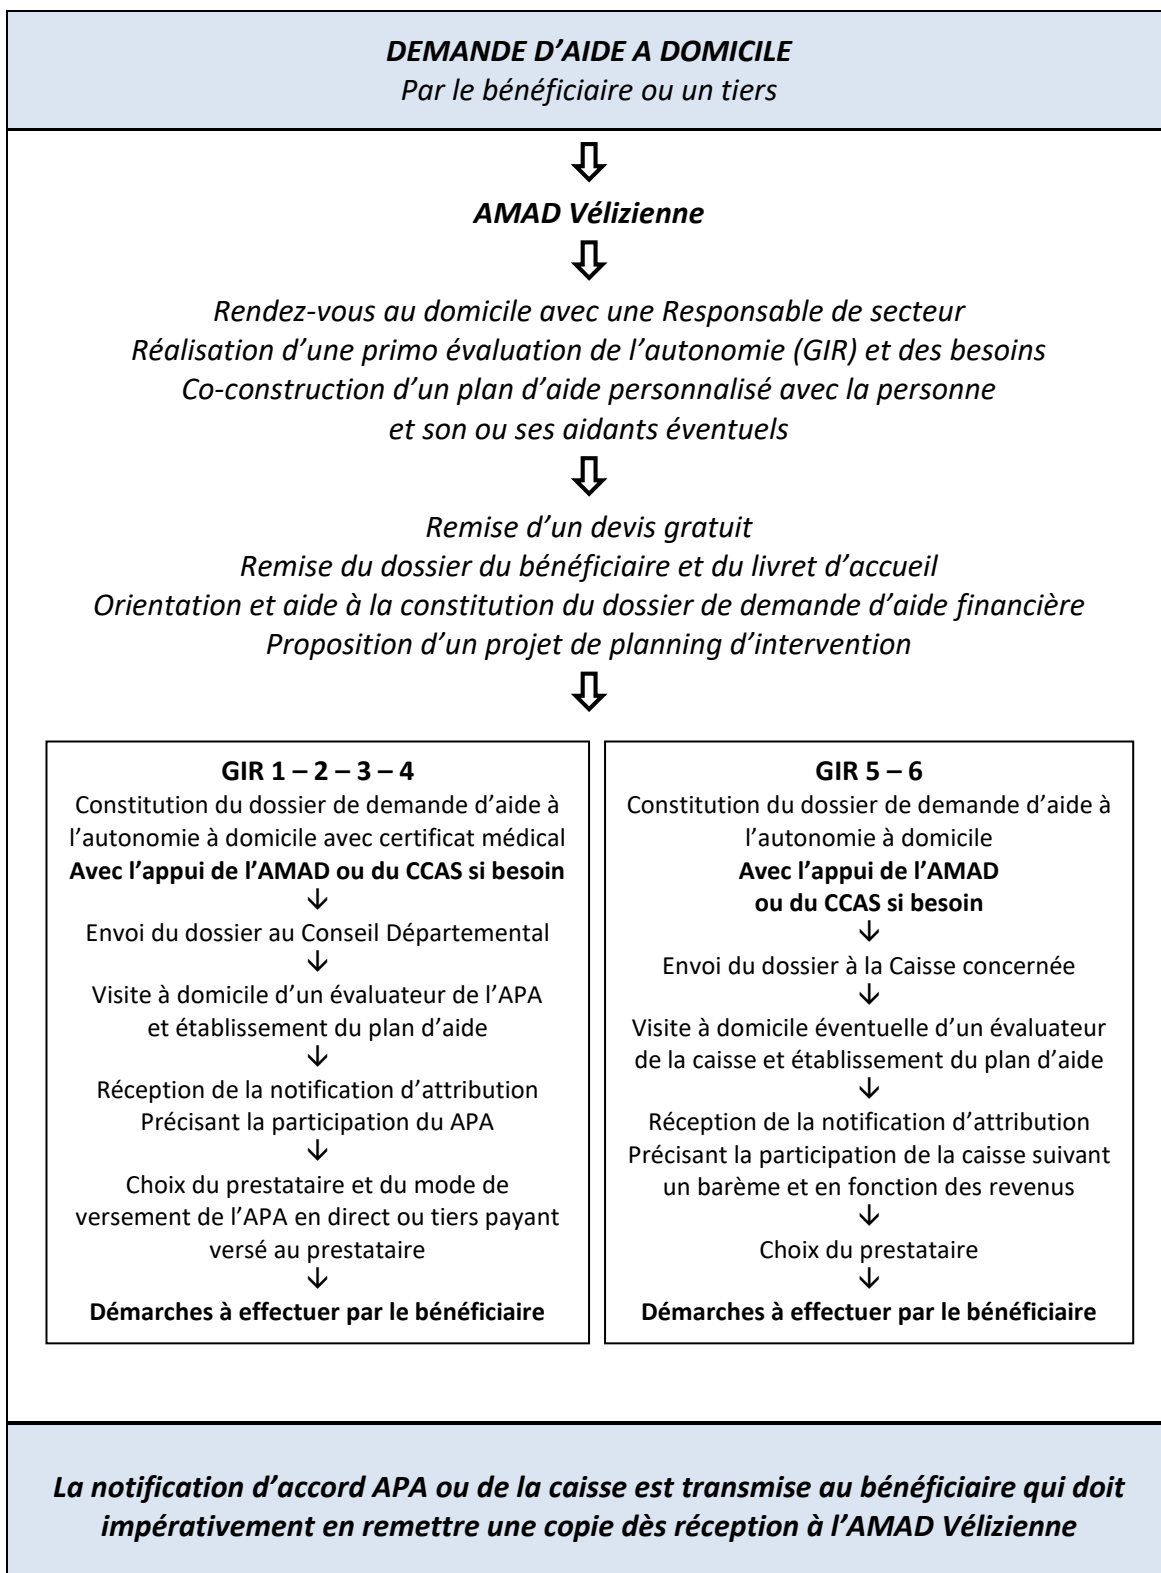 DEMANDE D’AIDE A DOMICILE
Par le bénéficiaire ou un tiers
AMAD Vélizienne
Rendez-vous au domicile avec une Responsable de secteur
Réalisation d’une primo évaluation de l’autonomie (GIR) et des besoins
Co-construction d’un plan d’aide personnalisé avec la personne
et son ou ses aidants éventuels
Remise d’un devis gratuit
Remise du dossier du bénéficiaire et du livret d’accueil
Orientation et aide à la constitution du dossier de demande d’aide financière
Proposition d’un projet de planning d’intervention
GIR 1 – 2 – 3 – 4
Constitution du dossier de demande d’aide à
l’autonomie à domicile avec certificat médical
Avec l’appui de l’AMAD ou du CCAS si besoin
Envoi du dossier au Conseil Départemental
Visite à domicile d’un évaluateur de l’APA
et établissement du plan d’aide
Réception de la notification d’attribution
Précisant la participation du APA
Choix du prestataire et du mode de
versement de l’APA en direct ou tiers payant
versé au prestataire
Démarches à effectuer par le bénéficiaire
GIR 5 – 6
Constitution du dossier de demande d’aide à
l’autonomie à domicile
Avec l’appui de l’AMAD
ou du CCAS si besoin
Envoi du dossier à la Caisse concernée
Visite à domicile éventuelle d’un évaluateur
de la caisse et établissement du plan d’aide
Réception de la notification d’attribution
Précisant la participation de la caisse suivant
un barème et en fonction des revenus
Choix du prestataire
Démarches à effectuer par le bénéficiaire
La notification d’accord APA ou de la caisse est transmise au bénéficiaire qui doit
impérativement en remettre une copie dès réception à l’AMAD Vélizienne